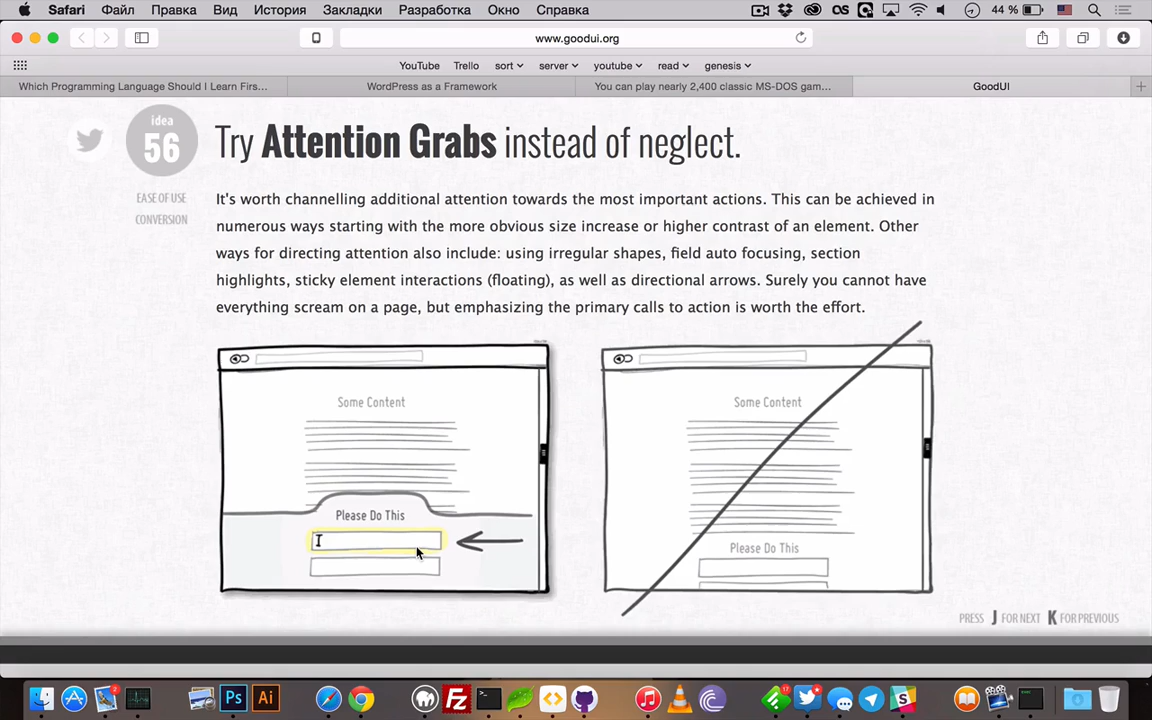 Safari Файл Правка Вид История Закладки Разработка Окно Справка 44 %
www.goodui.org
YouTube Trello sort server youtube read genesis
Which Programming Language Should I Learn Firs... WordPress as a Framework You can play nearly 2,400 classic MS-DOS gam... GoodUI
idea
56
Try Attention Grabs instead of neglect.
EASE OF USE
CONVERSION
It's worth channelling additional attention towards the most important actions. This can be achieved in
numerous ways starting with the more obvious size increase or higher contrast of an element. Other
ways for directing attention also include: using irregular shapes, field auto focusing, section
highlights, sticky element interactions (floating), as well as directional arrows. Surely you cannot have
everything scream on a page, but emphasizing the primary calls to action is worth the effort.
Some Content
Please Do This
Some Content
Please Do This
PRESS J FOR NEXT K FOR PREVIOUS
Ps Ai Fz